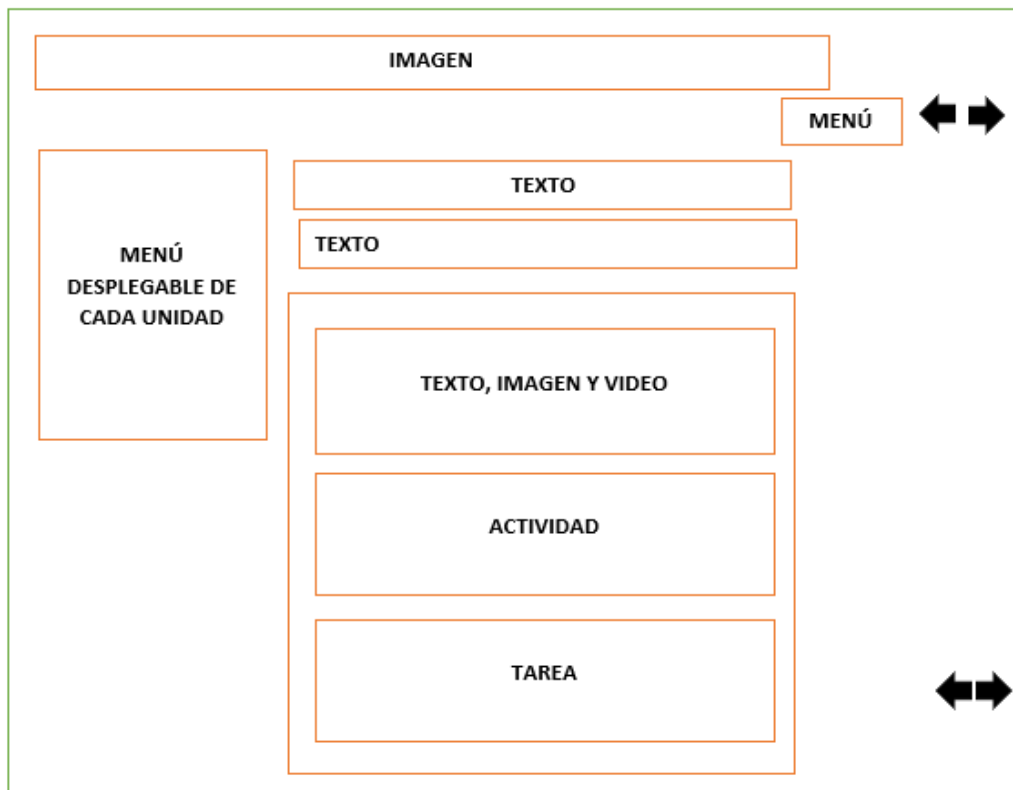 IMAGEN
MENÚ
TEXTO
TEXTO
MENÚ
DESPLEGABLE DE
CADA UNIDAD
TEXTO, IMAGEN Y VIDEO
ACTIVIDAD
TAREA